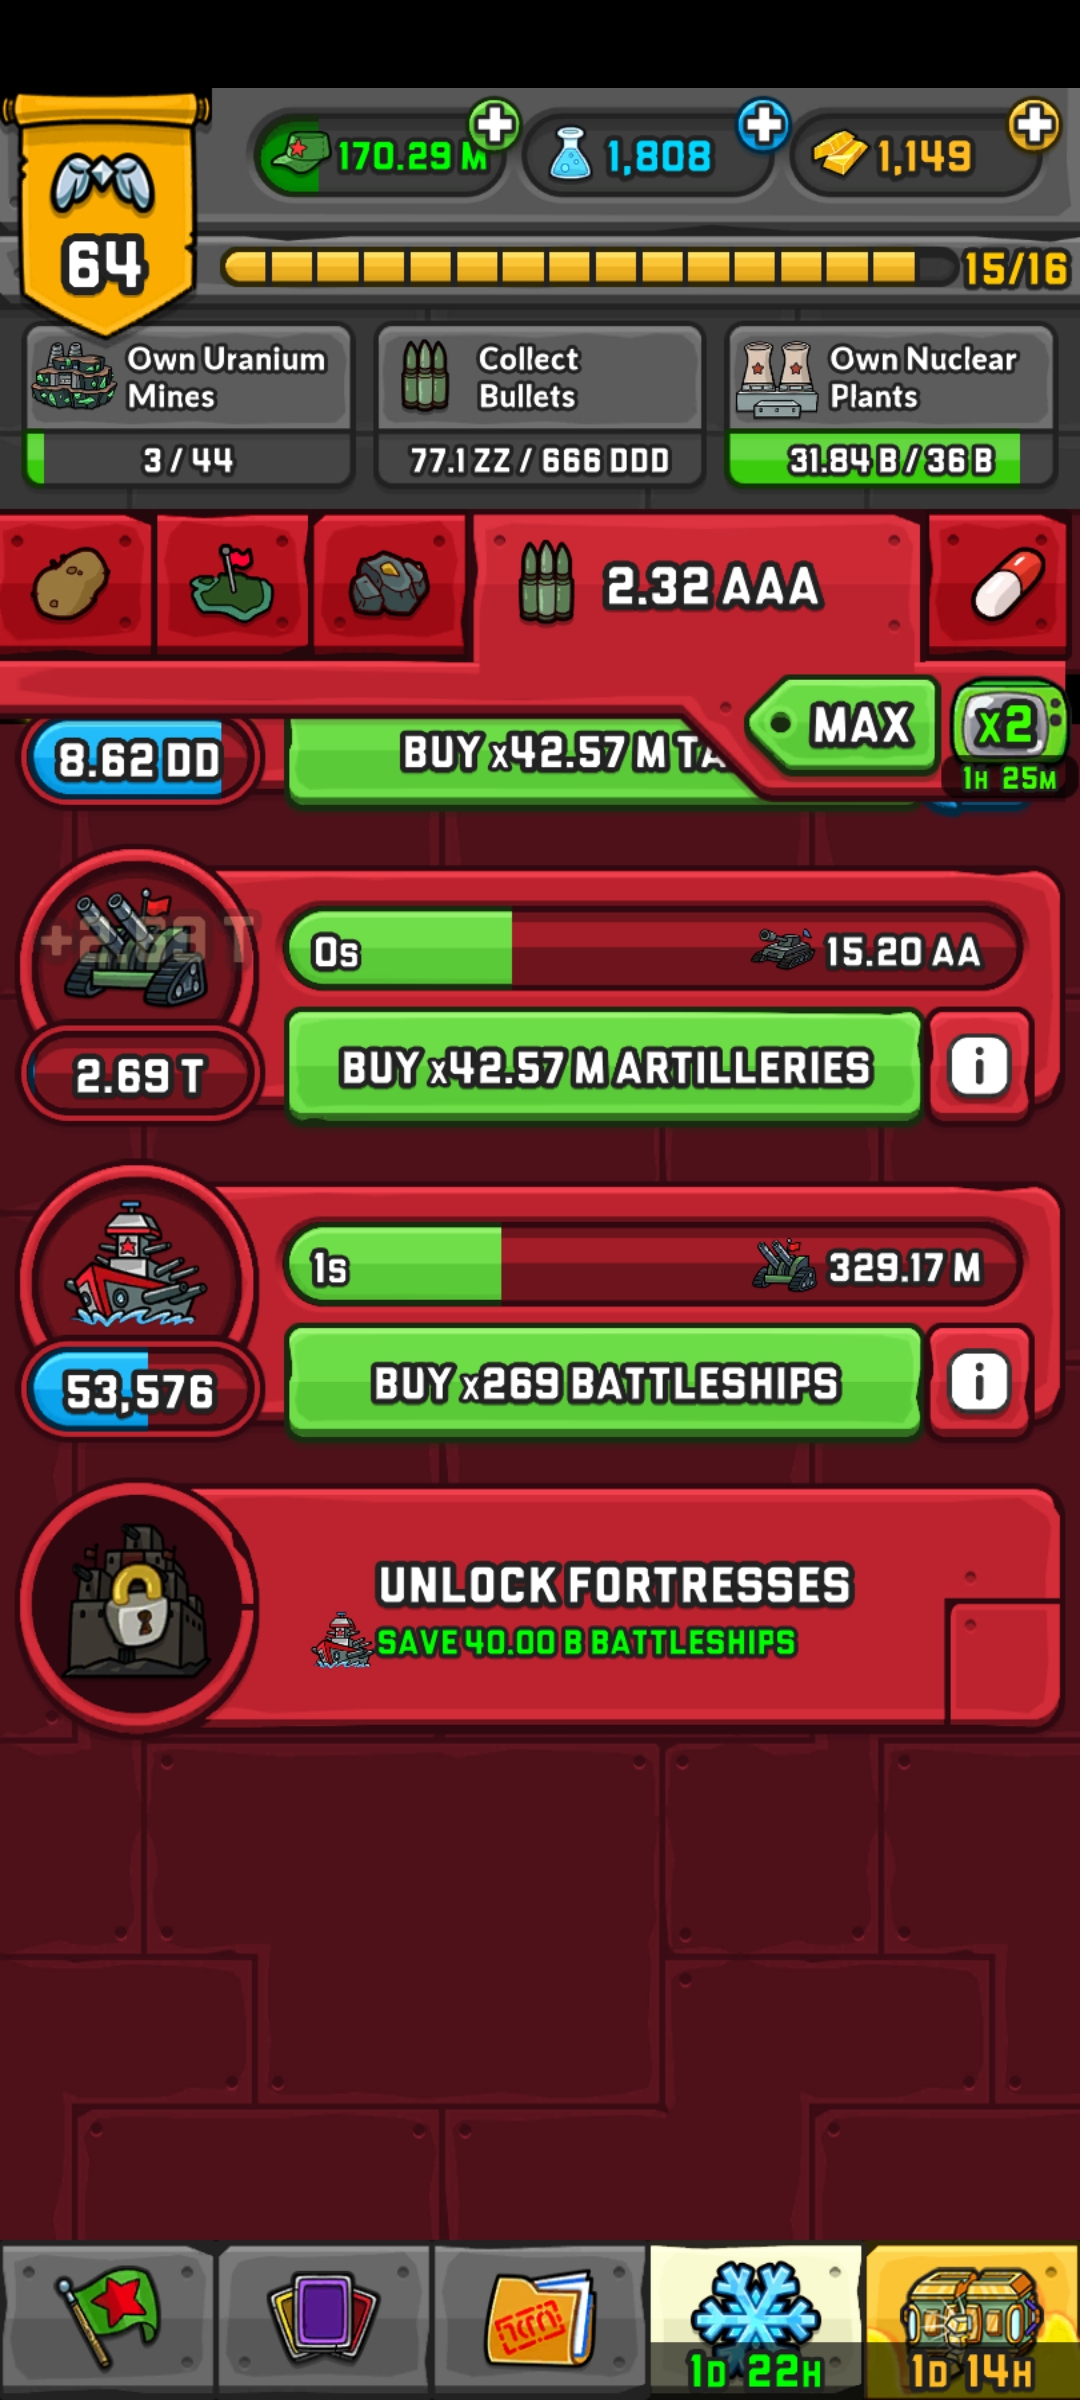 64
170.29 M
1,808
1,149
15/16
Own Uranium
Mines
3 / 44
Collect
Bullets
77.1 ZZ / 666 DDD
Own Nuclear
Plants
31.84 B / 36 B
2.32 AAA
MAX
x2
1H 25M
8.62 DD
BUY x42.57 M TA
+2.69 T
0s
15.20 AA
2.69 T
BUY x42.57 M ARTILLERIES
i
1s
329.17 M
53,576
BUY x269 BATTLESHIPS
i
UNLOCK FORTRESSES
SAVE 40.00 B BATTLESHIPS
1D 22H
1D 14H